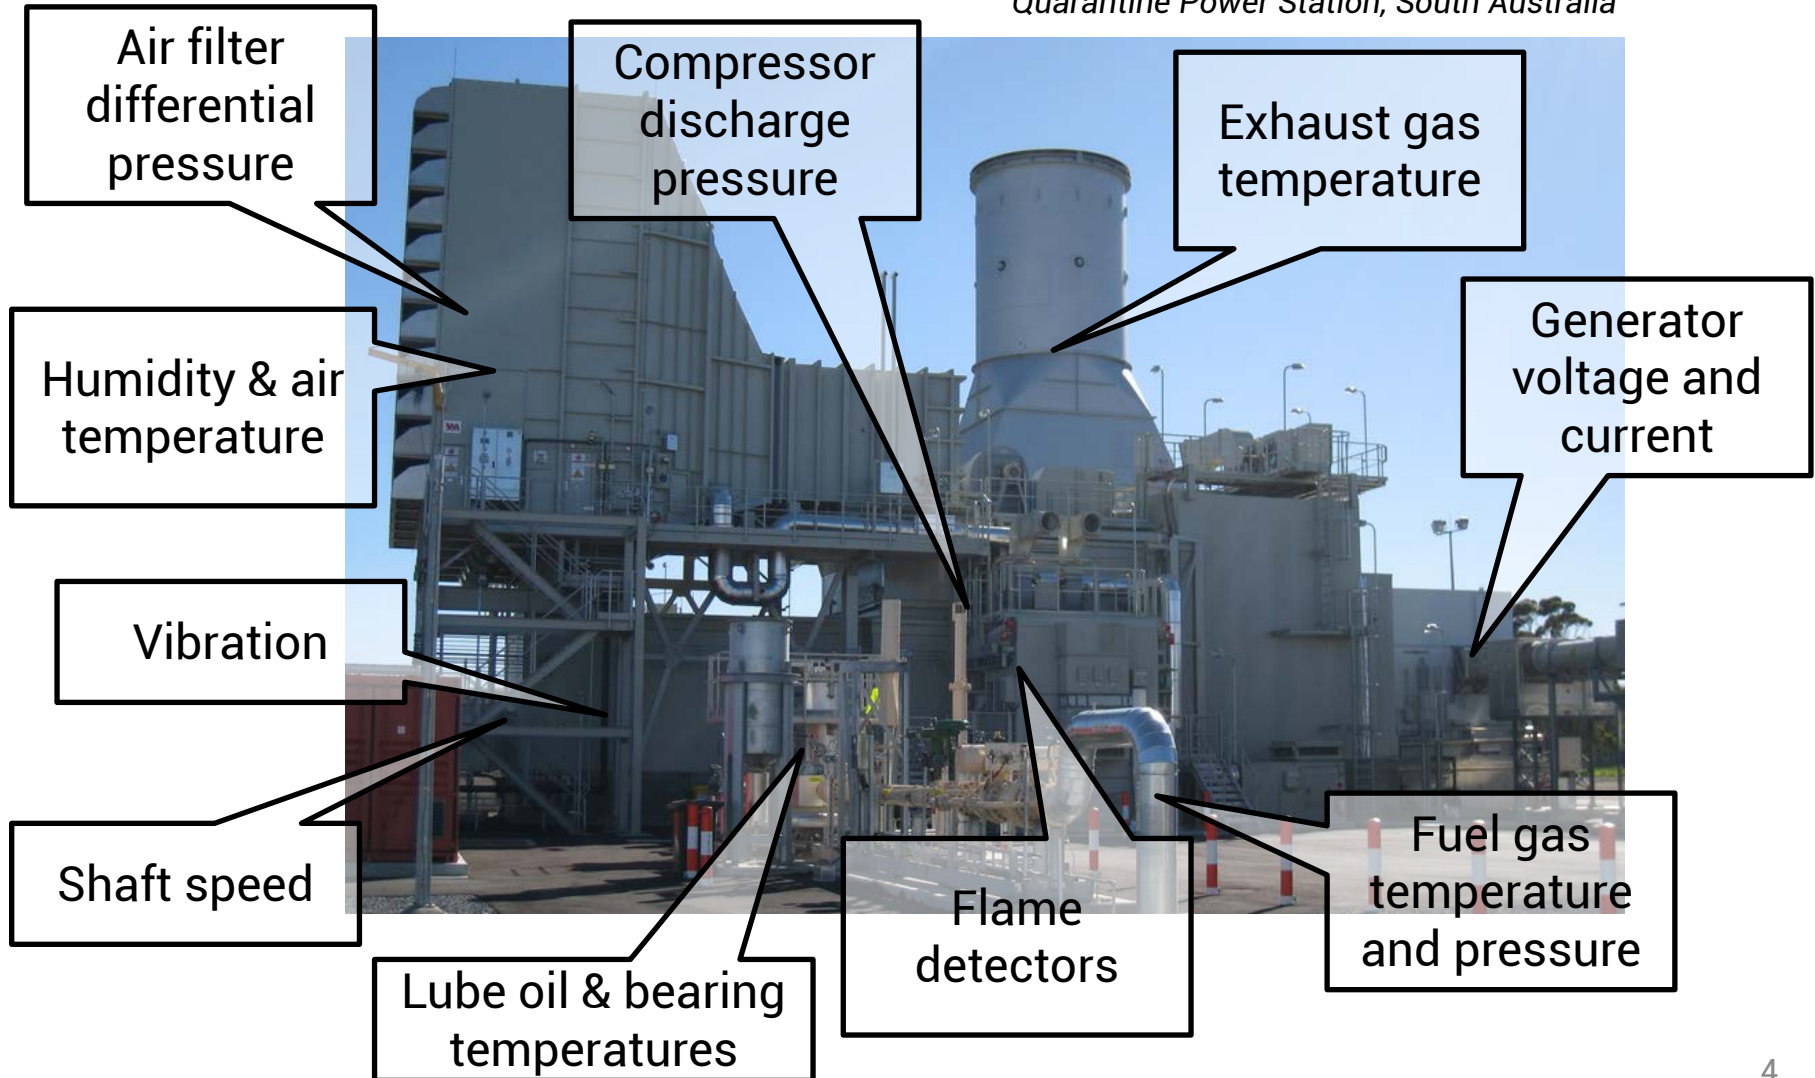 Quarantine Power Station, South Australia
Air filter
differential
pressure
Compressor
discharge
pressure
Exhaust gas
temperature
Humidity & air
temperature
Generator
voltage and
current
Vibration
Shaft speed
Lube oil & bearing
temperatures
Flame
detectors
Fuel gas
temperature
and pressure
4